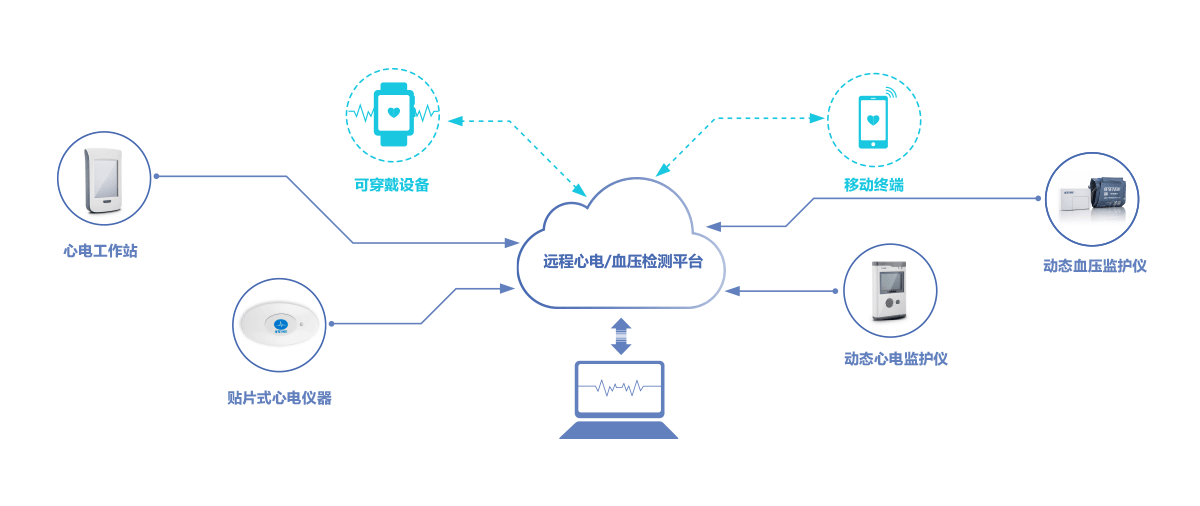 可穿戴设备
移动终端
心电工作站
远程心电/血压检测平台
动态血压监护仪
动态心电监护仪
贴片式心电仪器